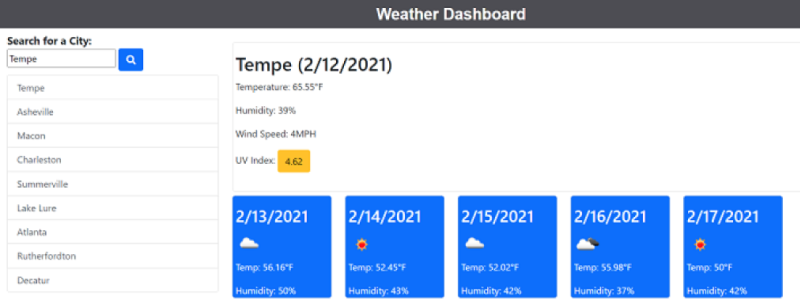 Weather Dashboard
Search for a City:
Tempe
Tempe
Asheville
Macon
Charleston
Summerville
Lake Lure
Atlanta
Rutherfordton
Decatur
Tempe (2/12/2021)
Temperature: 65.55°F
Humidity: 39%
Wind Speed: 4MPH
UV Index: 4.62
2/13/2021
Temp: 56.16°F
Humidity: 50%
2/14/2021
Temp: 52.45°F
Humidity: 43%
2/15/2021
Temp: 52.02°F
Humidity: 42%
2/16/2021
Temp: 55.98°F
Humidity: 37%
2/17/2021
Temp: 50°F
Humidity: 42%